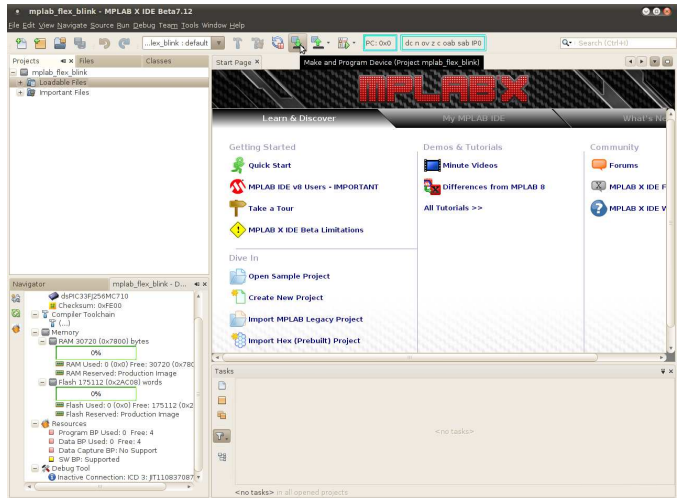 mplab_flex_blink - MPLAB X IDE Beta7.12
File Edit View Navigate Source Run Debug Team Tools Window Help
...lex_blink : default
PC: 0x0
dc n ov z c oab sab IP0
Search (Ctrl+I)
Projects
Files
Classes
Start Page
Make and Program Device (Project mplab_flex_blink)
mplab_flex_blink
Loadable Files
Important Files
MPLABX
Learn & Discover
My MPLAB IDE
What's Ne
Getting Started
Demos & Tutorials
Community
Quick Start
Minute Videos
Forums
MPLAB IDE v8 Users - IMPORTANT
Differences from MPLAB 8
MPLAB X IDE F
Take a Tour
All Tutorials >>
MPLAB X IDE W
MPLAB X IDE Beta Limitations
Dive In
Open Sample Project
Create New Project
Import MPLAB Legacy Project
Import Hex (Prebuilt) Project
Navigator
mplab_flex_blink - D...
dsPIC33FJ256MC710
Checksum: 0xFE00
Compiler Toolchain
(...)
Memory
RAM 30720 (0x7800) bytes
0%
RAM Used: 0 (0x0) Free: 30720 (0x780
RAM Reserved: Production Image
Flash 175112 (0x2AC08) words
0%
Flash Used: 0 (0x0) Free: 175112 (0x2
Flash Reserved: Production Image
Resources
Program BP Used: 0 Free: 4
Data BP Used: 0 Free: 4
Data Capture BP: No Support
SW BP: Supported
Debug Tool
Inactive Connection: ICD 3: JIT110837087
Tasks
<no tasks>
<no tasks> in all opened projects